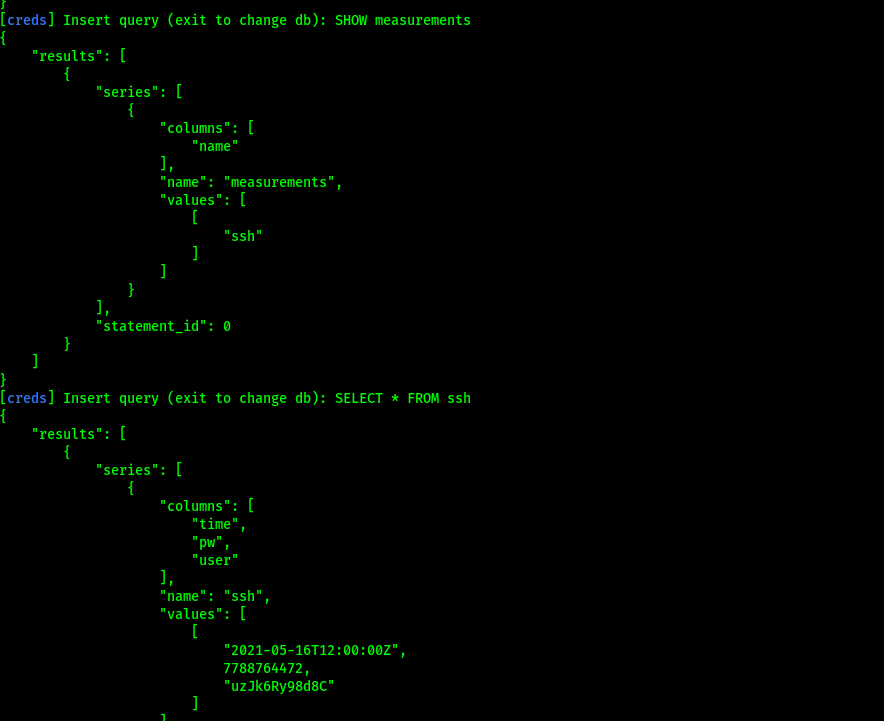 }
[creds] Insert query (exit to change db): SHOW measurements
{
    "results": [
        {
            "series": [
                {
                    "columns": [
                        "name"
                    ],
                    "name": "measurements",
                    "values": [
                        [
                            "ssh"
                        ]
                    ]
                }
            ],
            "statement_id": 0
        }
    ]
}
[creds] Insert query (exit to change db): SELECT * FROM ssh
{
    "results": [
        {
            "series": [
                {
                    "columns": [
                        "time",
                        "pw",
                        "user"
                    ],
                    "name": "ssh",
                    "values": [
                        [
                            "2021-05-16T12:00:00Z",
                            7788764472,
                            "uzJk6Ry98d8C"
                        ]
                    ]